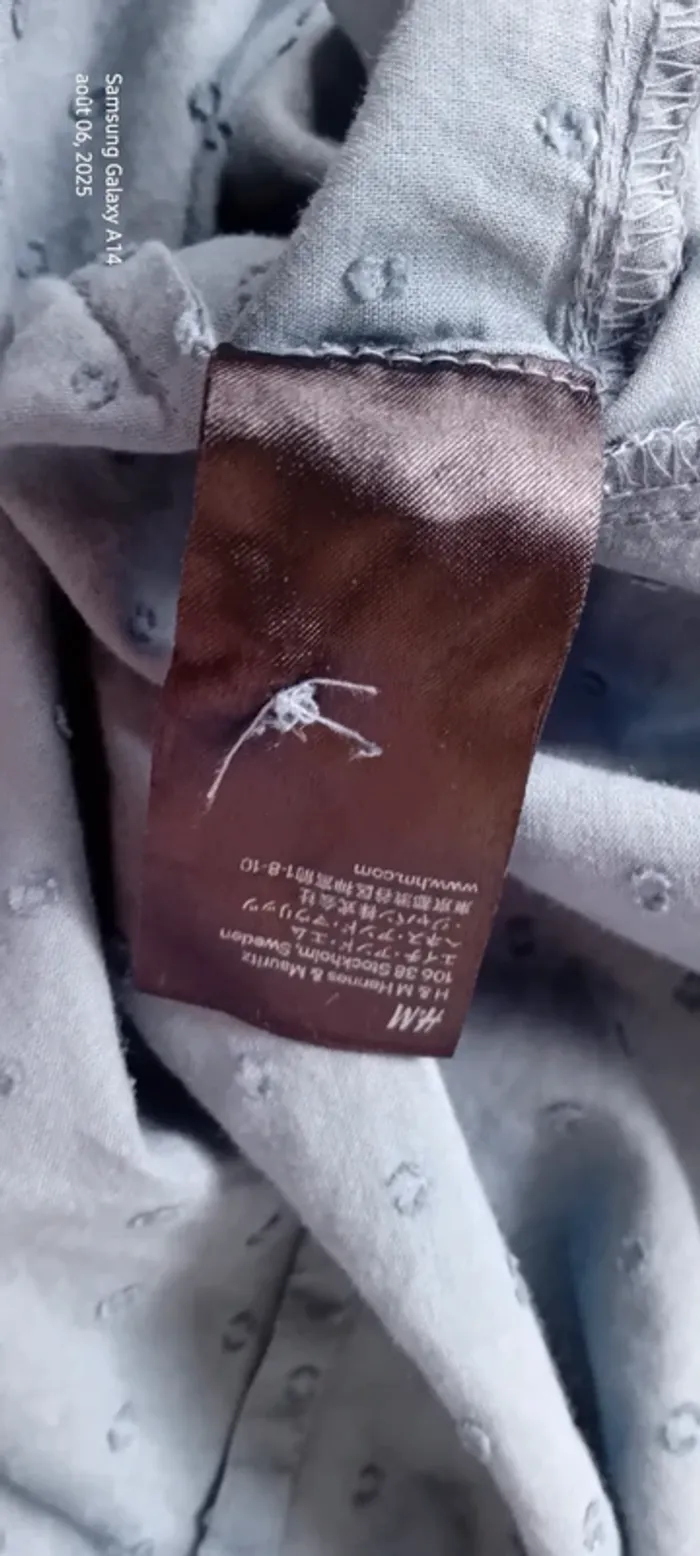 Samsung Galaxy A14
août 06, 2025
H&M
H & M Hennes & Mauritz
106 38 Stockholm, Sweden
エイチ・アンド・エム
ヘネス・アンド・マウリッツ
・ジャパン株式会社
東京都渋谷区神宮前1-8-10
www.hm.com